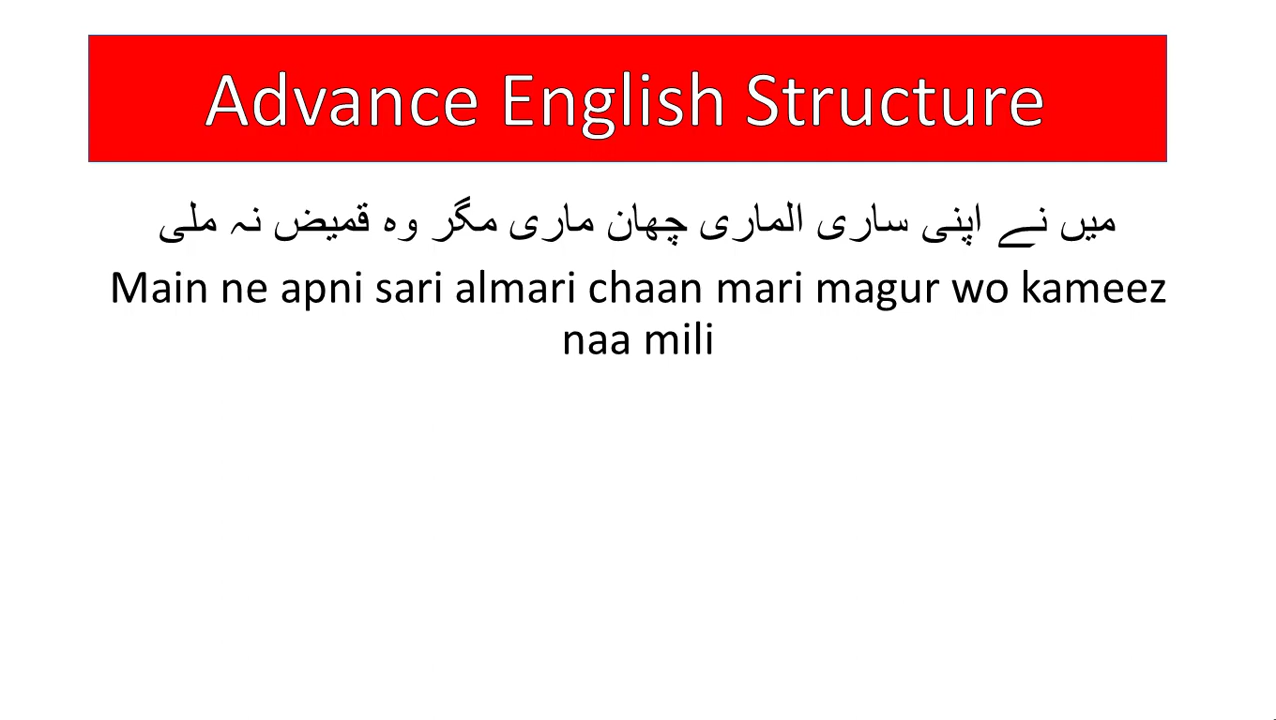 Advance English Structure
میں نے اپنی ساری الماری چھان ماری مگر وہ قمیض نہ ملی
Main ne apni sari almari chaan mari magur wo kameez
naa mili